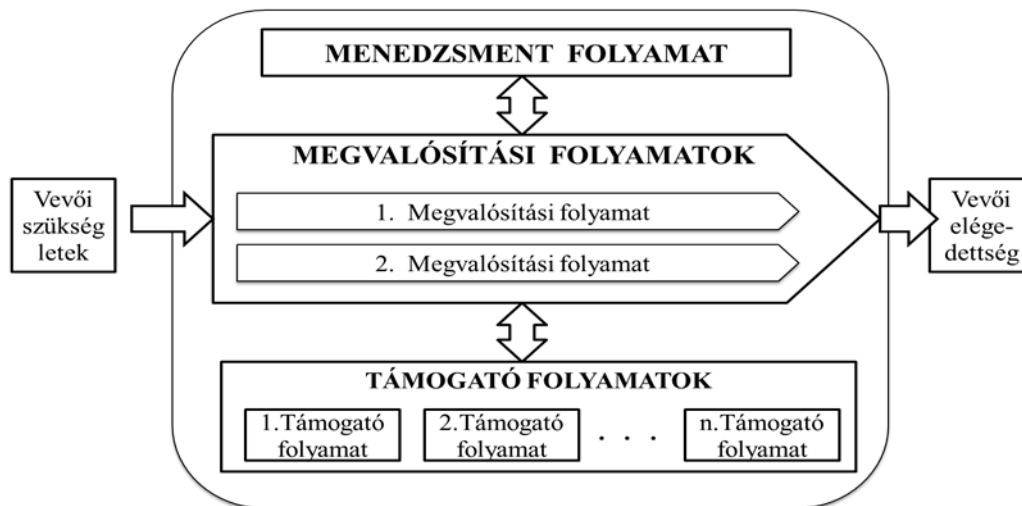 MENEDZSMENT FOLYAMAT
MEGVALÓSÍTÁSI FOLYAMATOK
Vevői
szükség
letek
1. Megvalósítási folyamat
2. Megvalósítási folyamat
Vevői
elége-
dettség
TÁMOGATÓ FOLYAMATOK
1.Támogató
folyamat
2.Támogató
folyamat
. . .
n.Támogató
folyamat